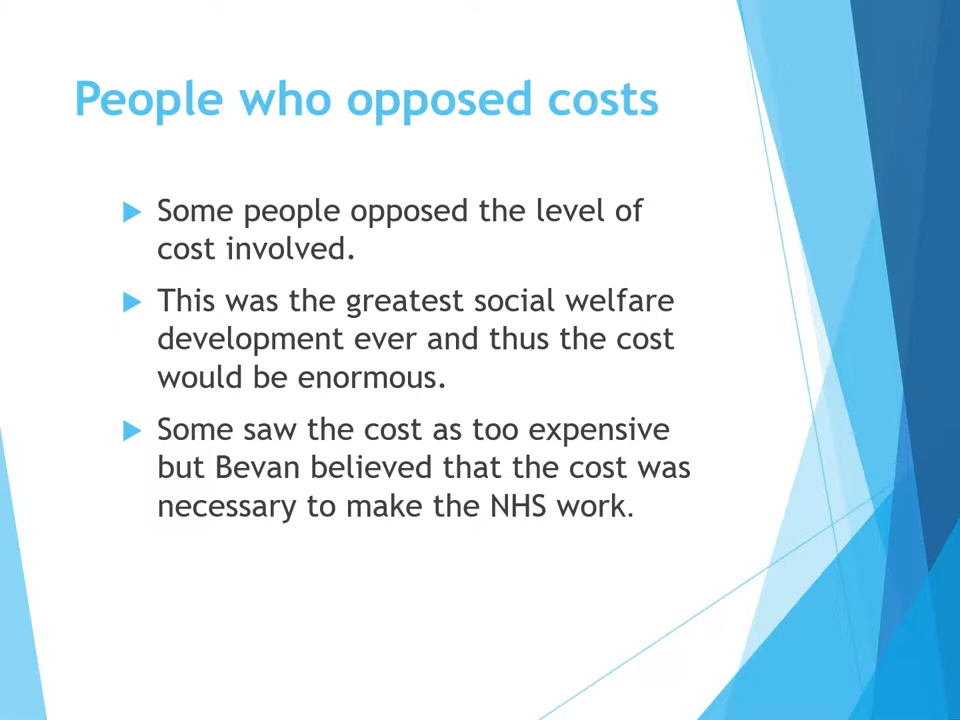 People who opposed costs
Some people opposed the level of
cost involved.
This was the greatest social welfare
development ever and thus the cost
would be enormous.
Some saw the cost as too expensive
but Bevan believed that the cost was
necessary to make the NHS work.